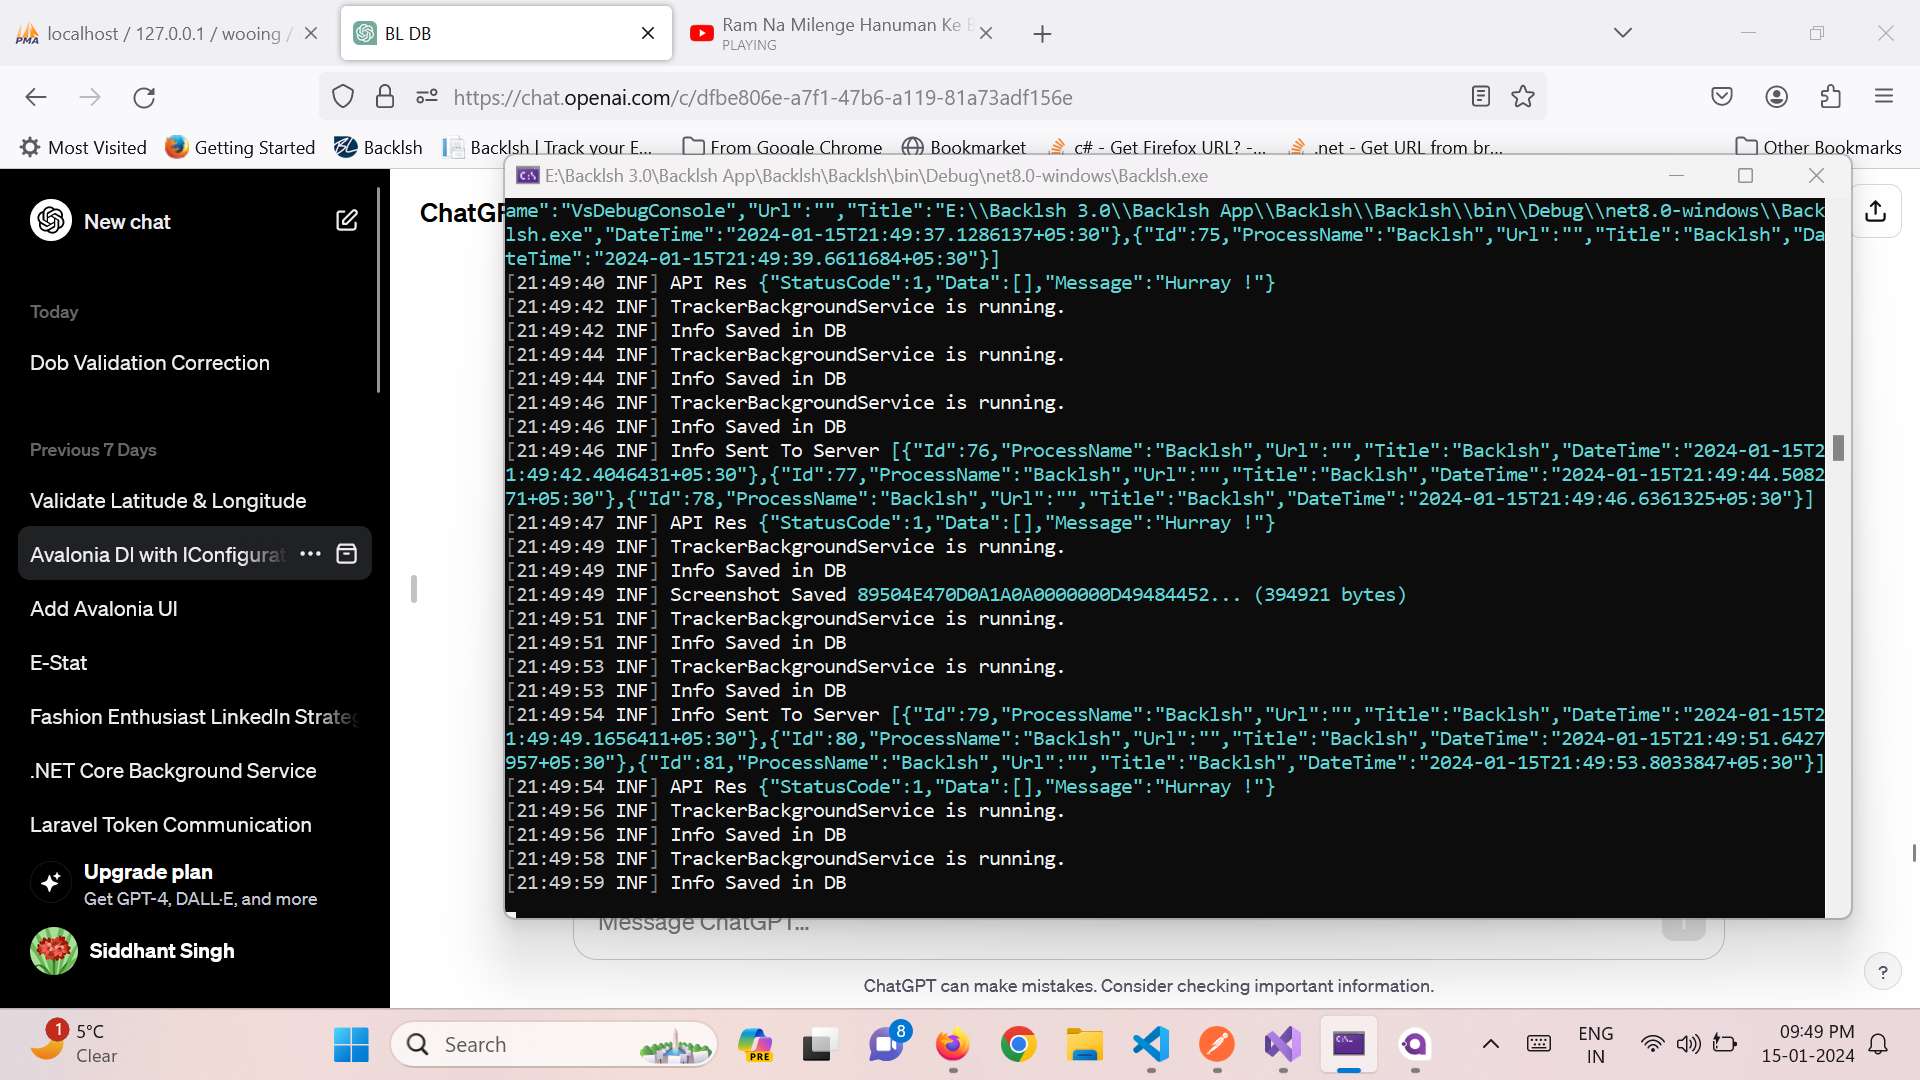 localhost / 127.0.0.1 / wooing /
BL DB
Ram Na Milenge Hanuman Ke
PLAYING
https://chat.openai.com/c/dfbe806e-a7f1-47b6-a119-81a73adf156e
Most Visited
Getting Started
Backlsh
Backlsh | Track your E...
From Google Chrome
Bookmarket
c# - Get Firefox URL? -...
.net - Get URL from br...
Other Bookmarks
E:\Backlsh 3.0\Backlsh App\Backlsh\Backlsh\bin\Debug\net8.0-windows\Backlsh.exe
ame":"VsDebugConsole","Url":"","Title":"E:\\Backlsh 3.0\\Backlsh App\\Backlsh\\Backlsh\\bin\\Debug\\net8.0-windows\\Back
lsh.exe","DateTime":"2024-01-15T21:49:37.1286137+05:30"},{"Id":75,"ProcessName":"Backlsh","Url":"","Title":"Backlsh","Da
teTime":"2024-01-15T21:49:39.6611684+05:30"}]
[21:49:40 INF] API Res {"StatusCode":1,"Data":[],"Message":"Hurray !"}
[21:49:42 INF] TrackerBackgroundService is running.
[21:49:42 INF] Info Saved in DB
[21:49:44 INF] TrackerBackgroundService is running.
[21:49:44 INF] Info Saved in DB
[21:49:46 INF] TrackerBackgroundService is running.
[21:49:46 INF] Info Saved in DB
[21:49:46 INF] Info Sent To Server [{"Id":76,"ProcessName":"Backlsh","Url":"","Title":"Backlsh","DateTime":"2024-01-15T2
1:49:42.4046431+05:30"},{"Id":77,"ProcessName":"Backlsh","Url":"","Title":"Backlsh","DateTime":"2024-01-15T21:49:44.5082
71+05:30"},{"Id":78,"ProcessName":"Backlsh","Url":"","Title":"Backlsh","DateTime":"2024-01-15T21:49:46.6361325+05:30"}]
[21:49:47 INF] API Res {"StatusCode":1,"Data":[],"Message":"Hurray !"}
[21:49:49 INF] TrackerBackgroundService is running.
[21:49:49 INF] Info Saved in DB
[21:49:49 INF] Screenshot Saved 89504E470D0A1A0A0000000D49484452... (394921 bytes)
[21:49:51 INF] TrackerBackgroundService is running.
[21:49:51 INF] Info Saved in DB
[21:49:53 INF] TrackerBackgroundService is running.
[21:49:53 INF] Info Saved in DB
[21:49:54 INF] Info Sent To Server [{"Id":79,"ProcessName":"Backlsh","Url":"","Title":"Backlsh","DateTime":"2024-01-15T2
1:49:49.1656411+05:30"},{"Id":80,"ProcessName":"Backlsh","Url":"","Title":"Backlsh","DateTime":"2024-01-15T21:49:51.6427
957+05:30"},{"Id":81,"ProcessName":"Backlsh","Url":"","Title":"Backlsh","DateTime":"2024-01-15T21:49:53.8033847+05:30"}]
[21:49:54 INF] API Res {"StatusCode":1,"Data":[],"Message":"Hurray !"}
[21:49:56 INF] TrackerBackgroundService is running.
[21:49:56 INF] Info Saved in DB
[21:49:58 INF] TrackerBackgroundService is running.
[21:49:59 INF] Info Saved in DB
New chat
Today
Dob Validation Correction
Previous 7 Days
Validate Latitude & Longitude
Avalonia DI with IConfigurat
Add Avalonia UI
E-Stat
Fashion Enthusiast LinkedIn Strateg
.NET Core Background Service
Laravel Token Communication
Upgrade plan
Get GPT-4, DALL·E, and more
Siddhant Singh
ChatGP
Message ChatGPT...
ChatGPT can make mistakes. Consider checking important information.
?
1
5°C
Clear
Search
PRE
8
ENG
IN
09:49 PM
15-01-2024